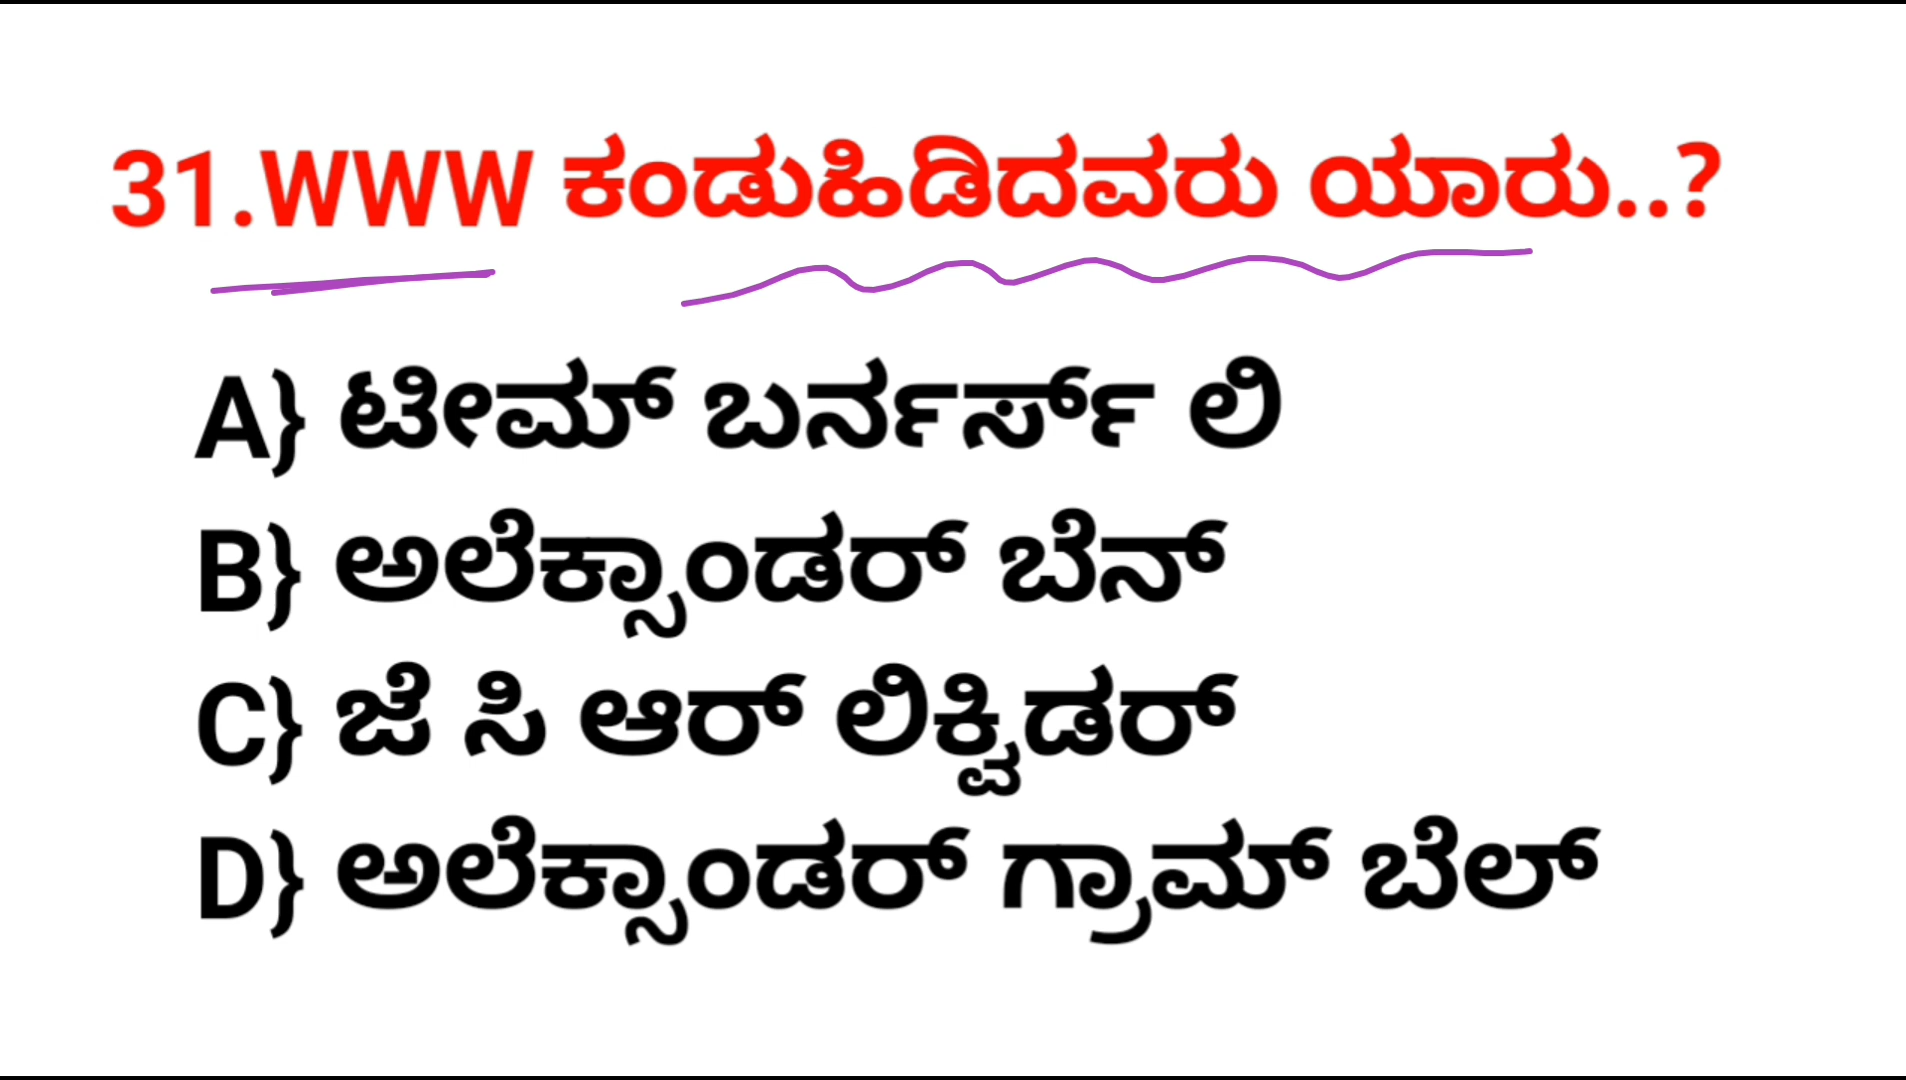 31.WWW ಕಂಡುಹಿಡಿದವರು ಯಾರು..?
A} ಟೀಮ್ ಬರ್ನರ್ಸ್ ಲಿ
B} ಅಲೆಕ್ಸಾಂಡರ್ ಬೆನ್
C} ಜೆ ಸಿ ಆರ್ ಲಿಕ್ವಿಡರ್
D} ಅಲೆಕ್ಸಾಂಡರ್ ಗ್ರಾಮ್ ಬೆಲ್